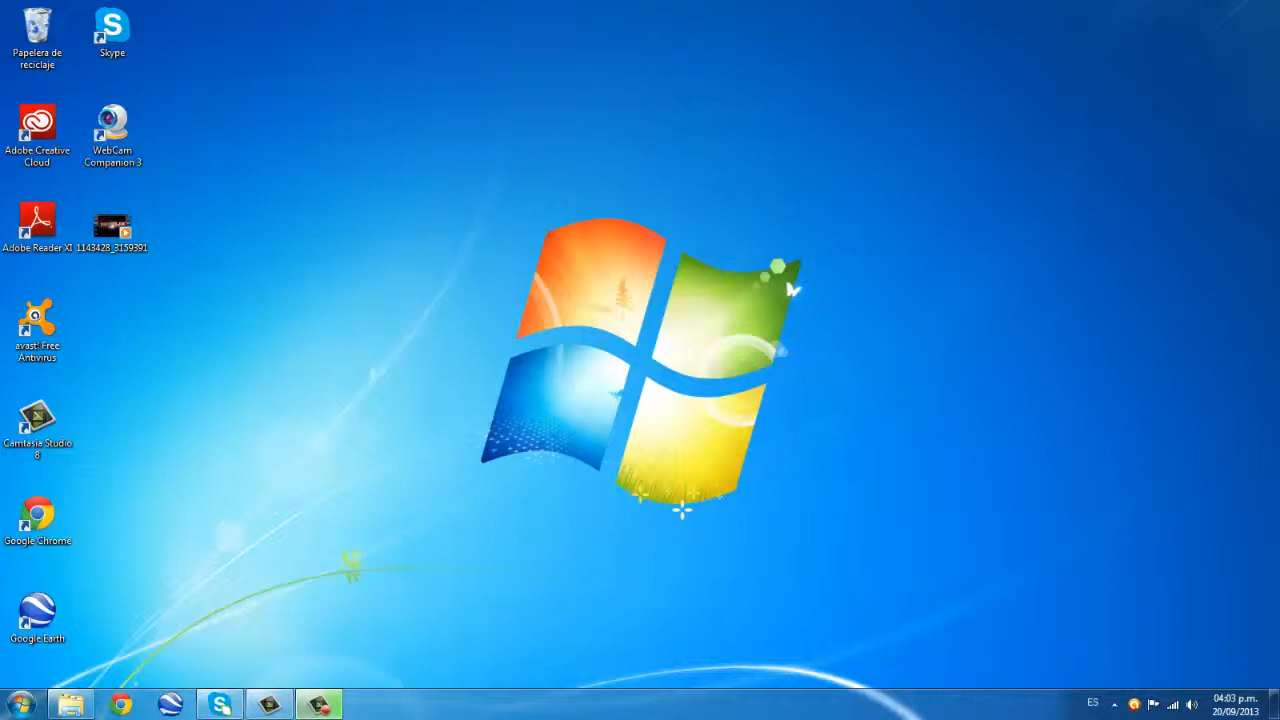 Papelera de
reciclaje
Skype
Adobe Creative
Cloud
WebCam
Companion 3
Adobe Reader XI
1143428_3159391
avast! Free
Antivirus
Camtasia Studio
8
Google Chrome
Google Earth
ES
04:03 p.m.
20/09/2013